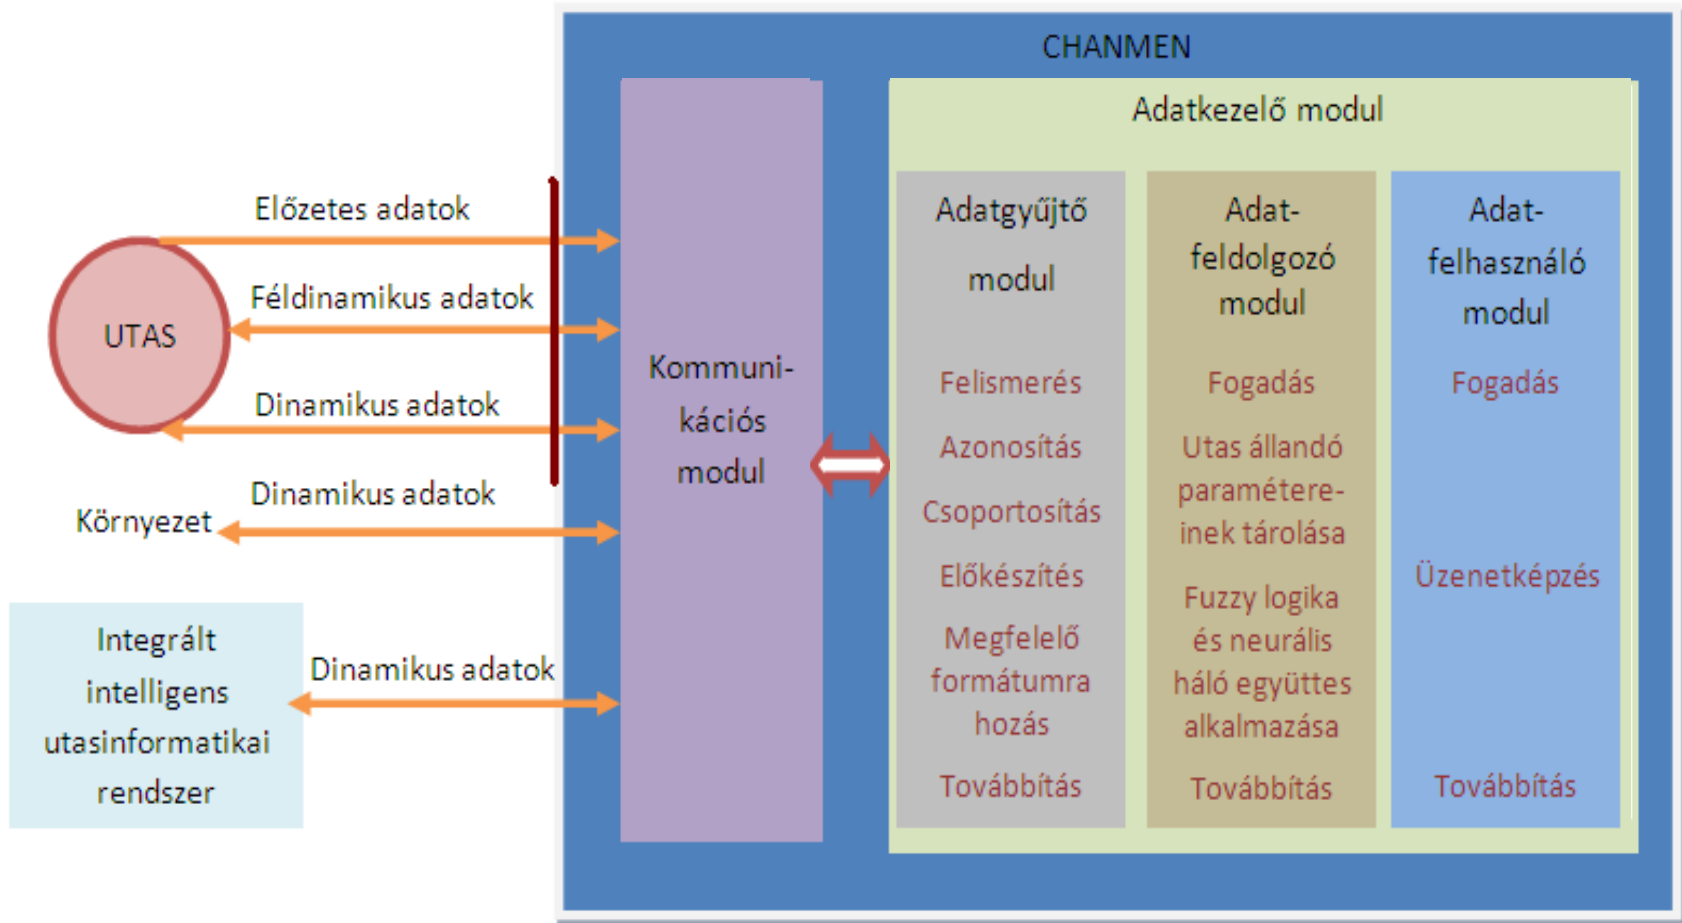 CHANMEN
Adatkezelő modul
Előzetes adatok
Féldinamikus adatok
UTAS
Dinamikus adatok
Dinamikus adatok
Környezet
Integrált
intelligens
utasinformatikai
rendszer
Dinamikus adatok
Kommuni-
kációs
modul
Adatgyűjtő
modul
Felismerés
Azonosítás
Csoportosítás
Előkészítés
Megfelelő
formátumra
hozás
Továbbítás
Adat-
feldolgozó
modul
Fogadás
Utas állandó
paramétere-
inek tárolása
Fuzzy logika
és neurális
háló együttes
alkalmazása
Továbbítás
Adat-
felhasználó
modul
Fogadás
Üzenetképzés
Továbbítás